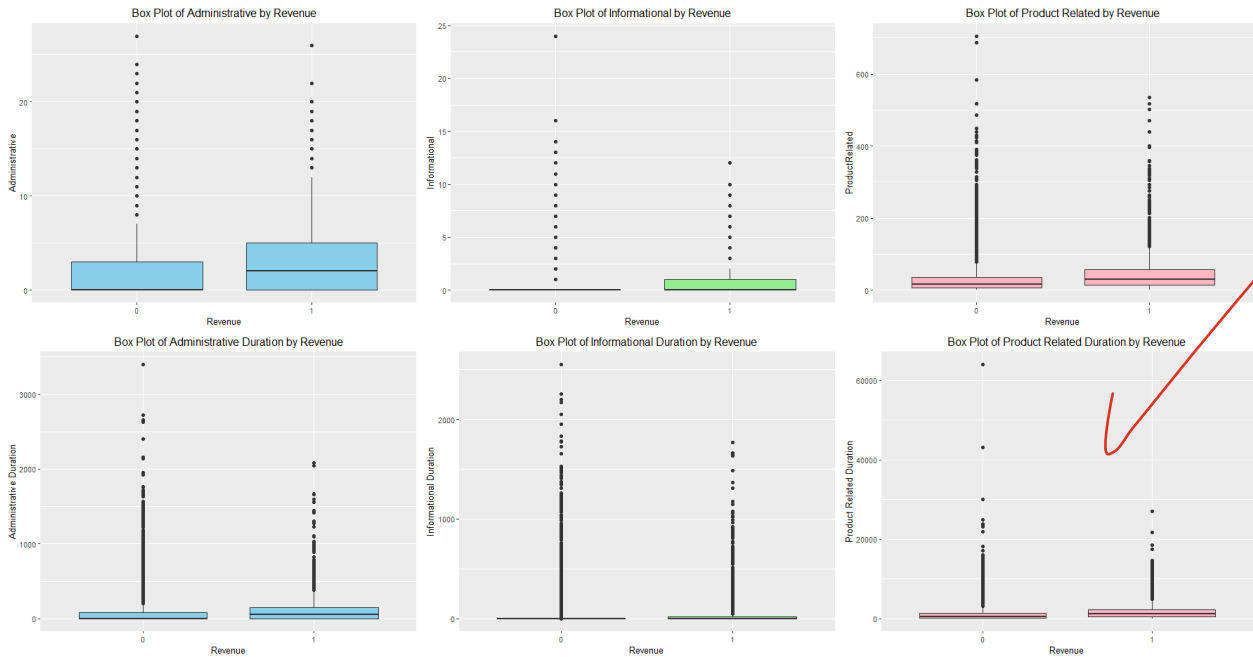 Box Plot of Administrative by Revenue
20
10
0
Administrative
0 1
Revenue
Box Plot of Informational by Revenue
25
20
15
10
5
0
Informational
0 1
Revenue
Box Plot of Product Related by Revenue
600
400
200
0
ProductRelated
0 1
Revenue
Box Plot of Administrative Duration by Revenue
3000
2000
1000
0
Administrative Duration
0 1
Revenue
Box Plot of Informational Duration by Revenue
2000
1000
0
Informational Duration
0 1
Revenue
Box Plot of Product Related Duration by Revenue
60000
40000
20000
0
Product Related Duration
0 1
Revenue